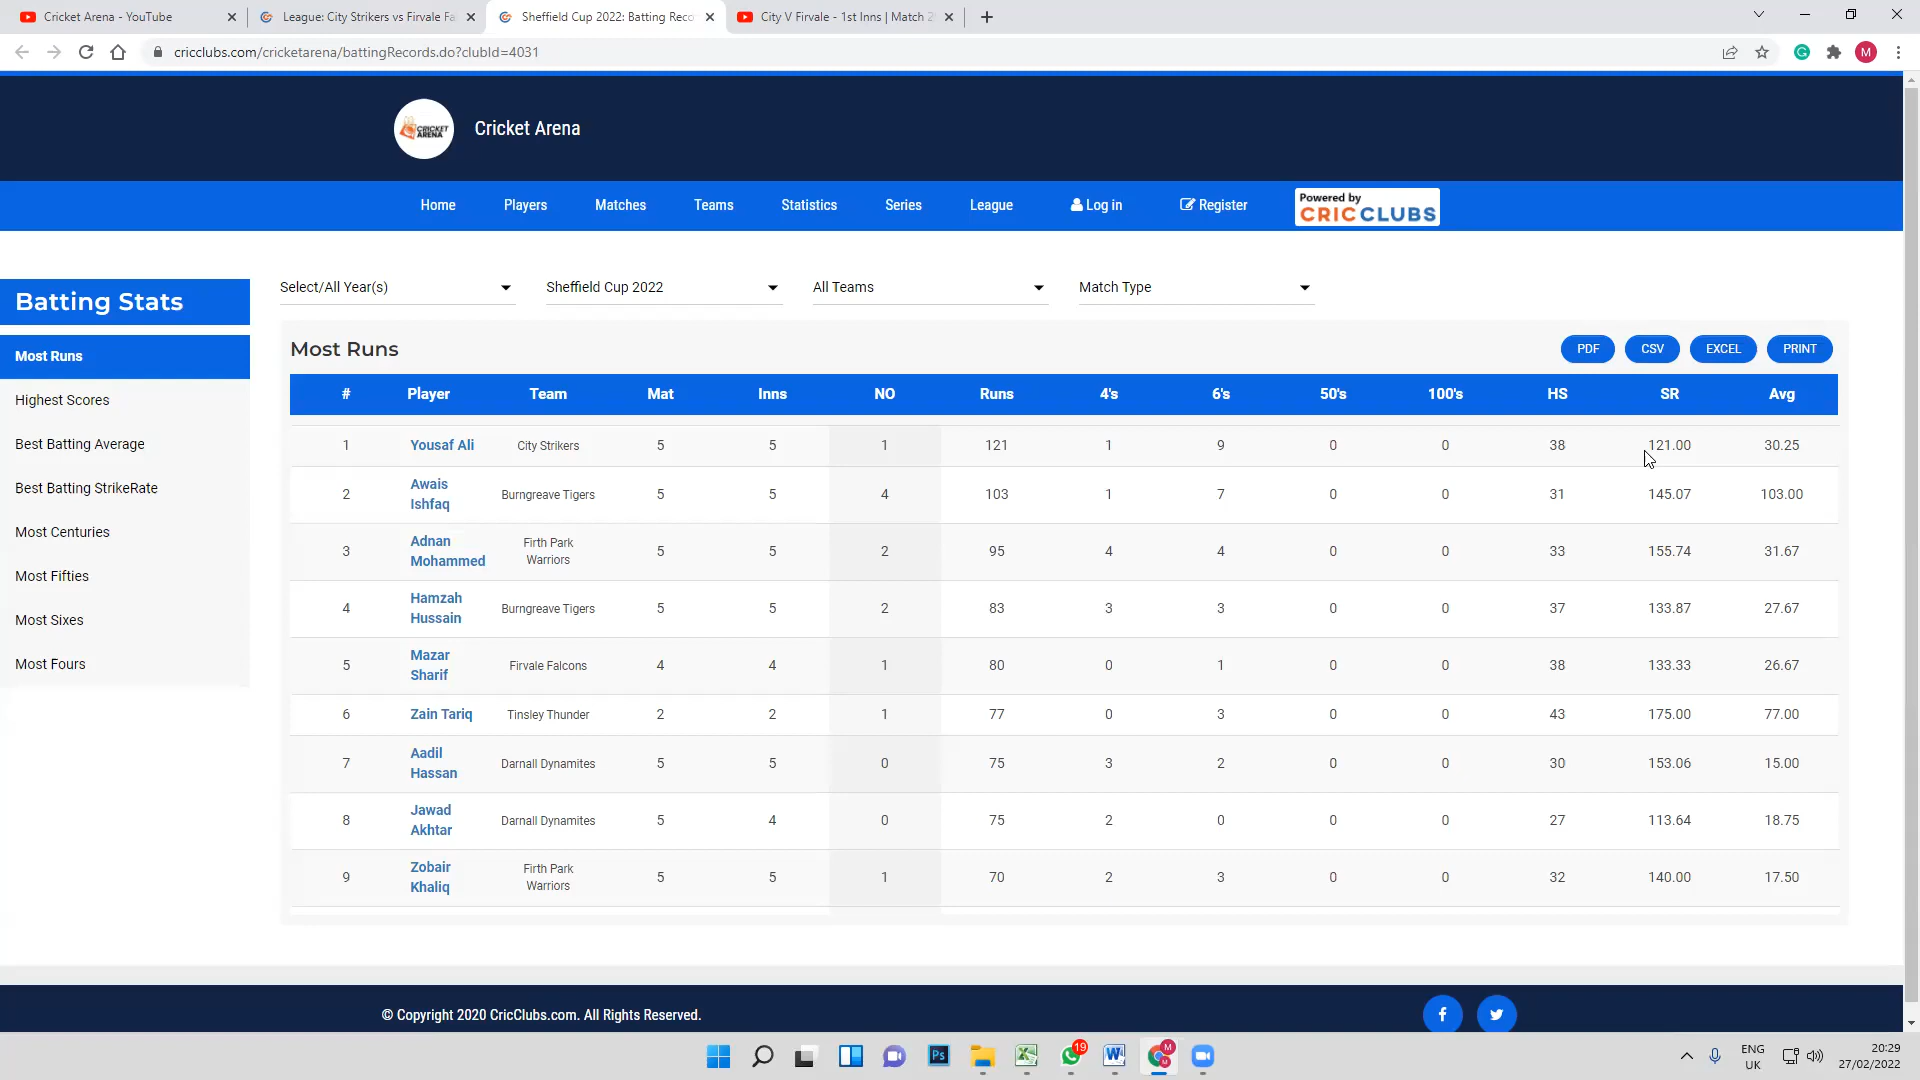 Cricket Arena - YouTube
League: City Strikers vs Firvale Fa
Sheffield Cup 2022: Batting Reco
City V Firvale - 1st Inns | Match 2
cricclubs.com/cricketarena/battingRecords.do?clubId=4031
M
CRICKET
ARENA
Cricket Arena
Home
Players
Matches
Teams
Statistics
Series
League
Log in
Register
Powered by
CRICCLUBS
Batting Stats
Most Runs
Highest Scores
Best Batting Average
Best Batting StrikeRate
Most Centuries
Most Fifties
Most Sixes
Most Fours
Select/All Year(s)
Sheffield Cup 2022
All Teams
Match Type
Most Runs
PDF
CSV
EXCEL
PRINT
# Player Team Mat Inns NO Runs 4's 6's 50's 100's HS SR Avg
1 Yousaf Ali City Strikers 5 5 1 121 1 9 0 0 38 121.00 30.25
2 Awais Ishfaq Burngreave Tigers 5 5 4 103 1 7 0 0 31 145.07 103.00
3 Adnan Mohammed Firth Park Warriors 5 5 2 95 4 4 0 0 33 155.74 31.67
4 Hamzah Hussain Burngreave Tigers 5 5 2 83 3 3 0 0 37 133.87 27.67
5 Mazar Sharif Firvale Falcons 4 4 1 80 0 1 0 0 38 133.33 26.67
6 Zain Tariq Tinsley Thunder 2 2 1 77 0 3 0 0 43 175.00 77.00
7 Aadil Hassan Darnall Dynamites 5 5 0 75 3 2 0 0 30 153.06 15.00
8 Jawad Akhtar Darnall Dynamites 5 4 0 75 2 0 0 0 27 113.64 18.75
9 Zobair Khaliq Firth Park Warriors 5 5 1 70 2 3 0 0 32 140.00 17.50
© Copyright 2020 CricClubs.com. All Rights Reserved.
Ps
19
M
ENG
UK
20:29
27/02/2022